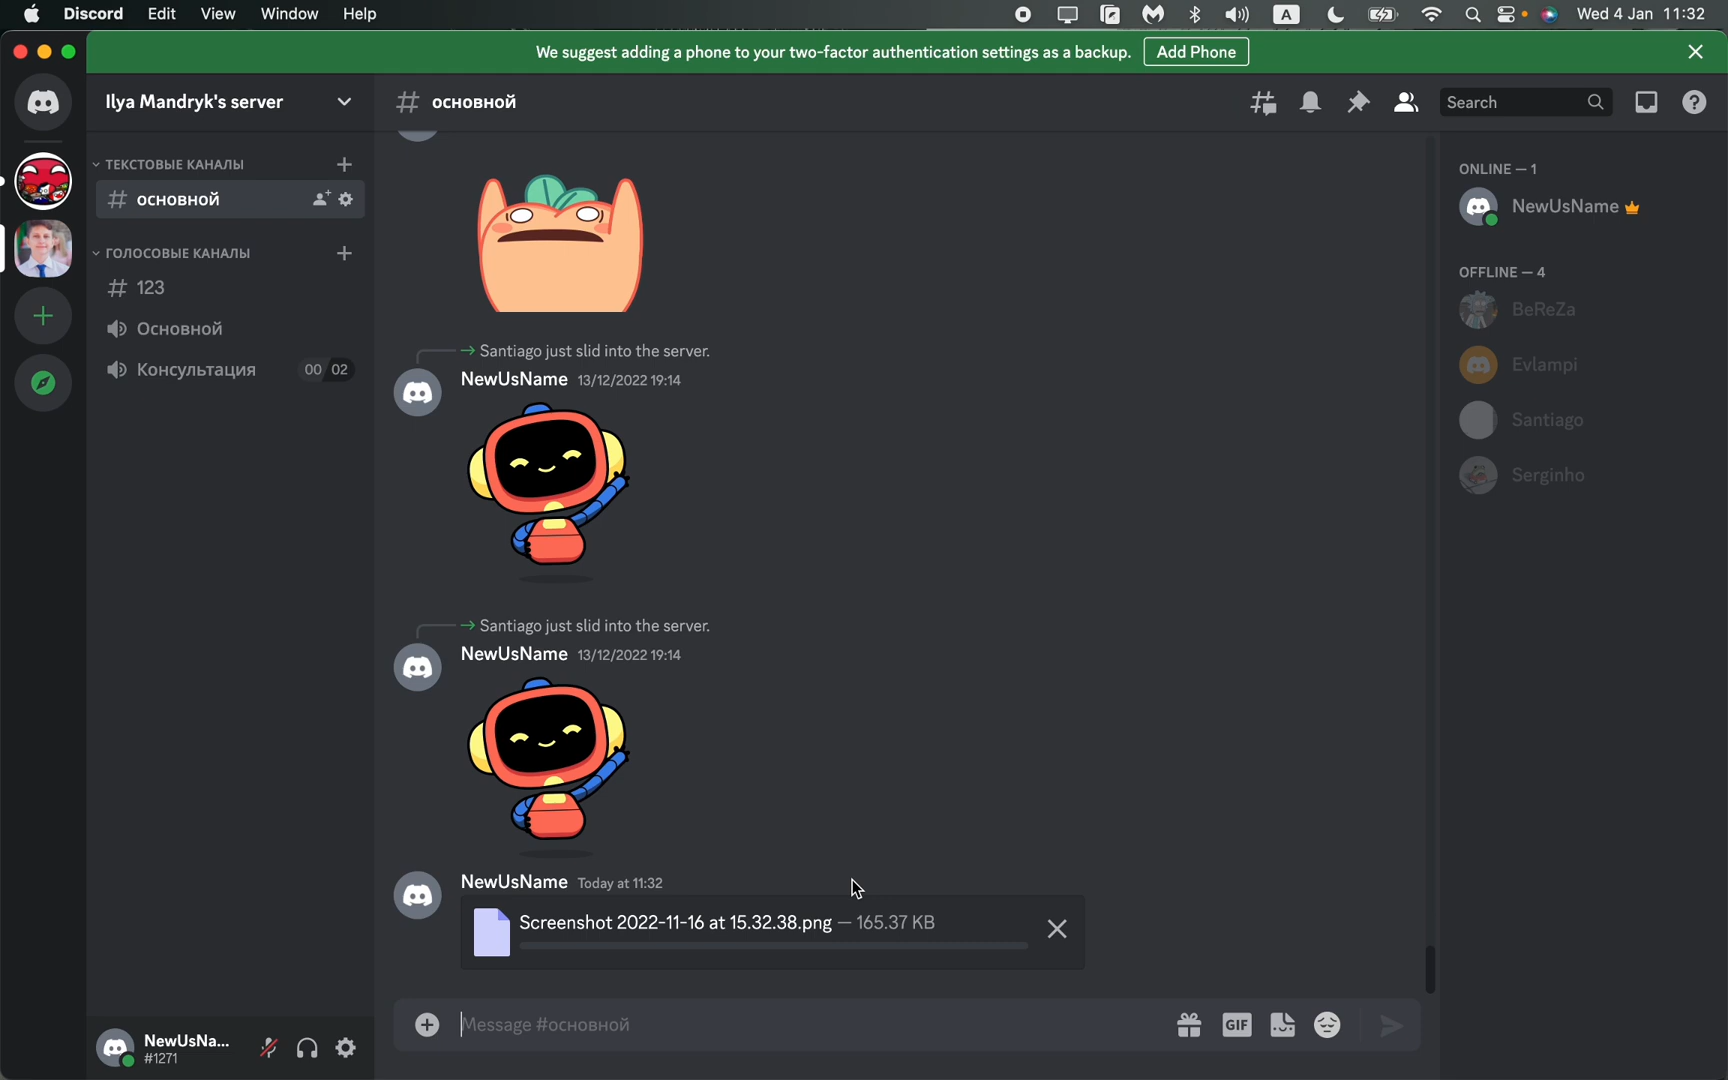 Discord Edit View Window Help A Wed 4 Jan 11:32
We suggest adding a phone to your two-factor authentication settings as a backup. Add Phone
Ilya Mandryk's server
основной
Search
ТЕКСТОВЫЕ КАНАЛЫ
основной
ГОЛОСОВЫЕ КАНАЛЫ
123
Основной
Консультация 00 02
Santiago just slid into the server.
NewUsName 13/12/2022 19:14
Santiago just slid into the server.
NewUsName 13/12/2022 19:14
NewUsName Today at 11:32
Screenshot 2022-11-16 at 15.32.38.png — 165.37 KB
Message #основной
GIF
ONLINE — 1
NewUsName
OFFLINE — 4
BeReZa
Evlampi
Santiago
Serginho
NewUsNa...
#1271